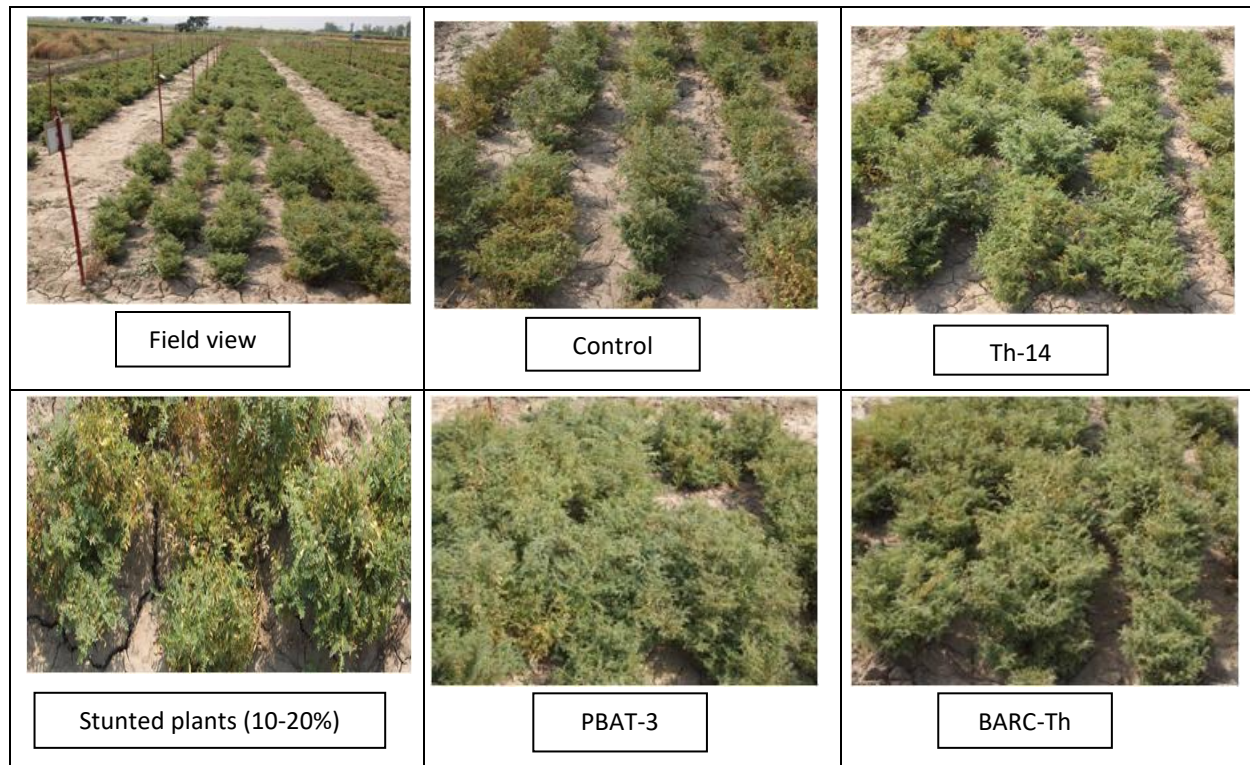 Field view
Control
Th-14
Stunted plants (10-20%)
PBAT-3
BARC-Th